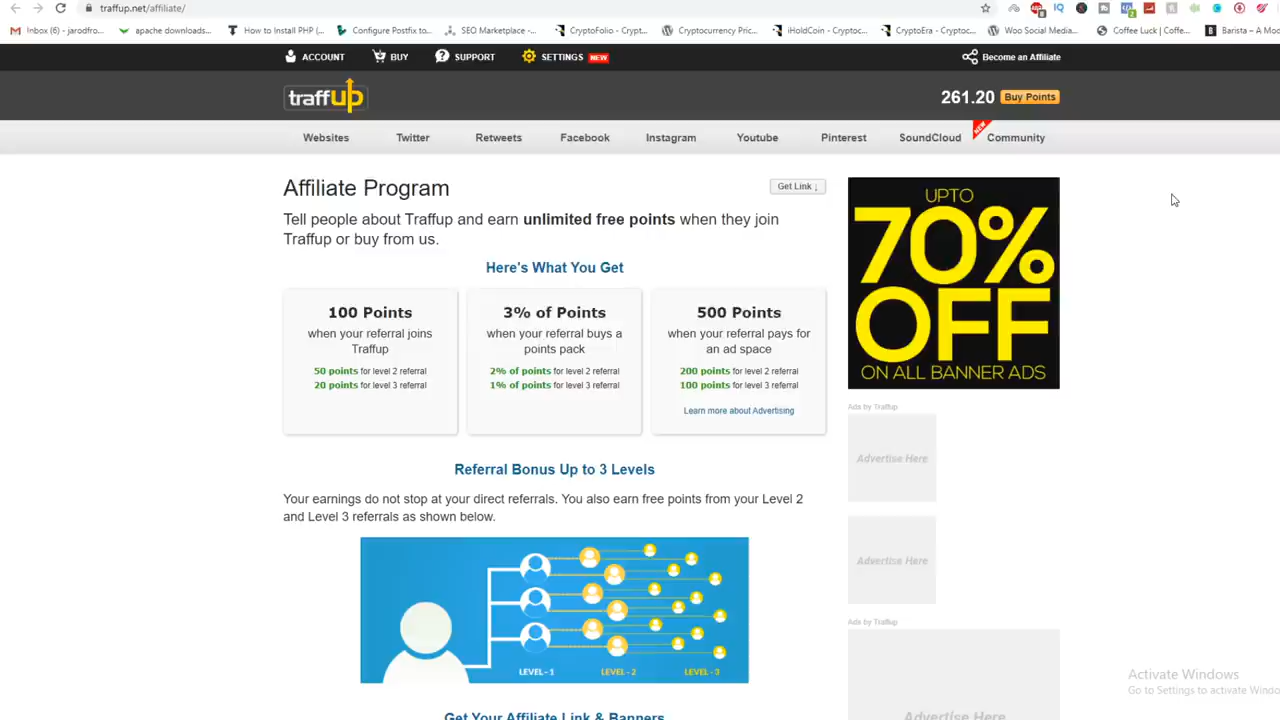 traffup.net/affiliate/
Inbox (6) - jarodfro...
apache downloads...
How to Install PHP (...
Configure Postfix to...
SEO Marketplace -...
CryptoFolio - Crypt...
Cryptocurrency Pric...
iHoldCoin - Cryptoc...
CryptoEra - Cryptoc...
Woo Social Media...
Coffee Luck | Coffe...
Barista – A Mod
ACCOUNT
BUY
SUPPORT
SETTINGS NEW
Become an Affiliate
traffup
261.20 Buy Points
Websites
Twitter
Retweets
Facebook
Instagram
Youtube
Pinterest
SoundCloud
NEW
Community
Affiliate Program
Get Link ↓
Tell people about Traffup and earn unlimited free points when they join
Traffup or buy from us.
Here's What You Get
100 Points
when your referral joins
Traffup
50 points for level 2 referral
20 points for level 3 referral
3% of Points
when your referral buys a
points pack
2% of points for level 2 referral
1% of points for level 3 referral
500 Points
when your referral pays for
an ad space
200 points for level 2 referral
100 points for level 3 referral
Learn more about Advertising
UPTO
70%
OFF
ON ALL BANNER ADS
Ads by Traffup
Advertise Here
Advertise Here
Ads by Traffup
Advertise Here
Referral Bonus Up to 3 Levels
Your earnings do not stop at your direct referrals. You also earn free points from your Level 2
and Level 3 referrals as shown below.
LEVEL - 1
LEVEL - 2
LEVEL - 3
Get Your Affiliate Link & Banners
Activate Windows
Go to Settings to activate Windo